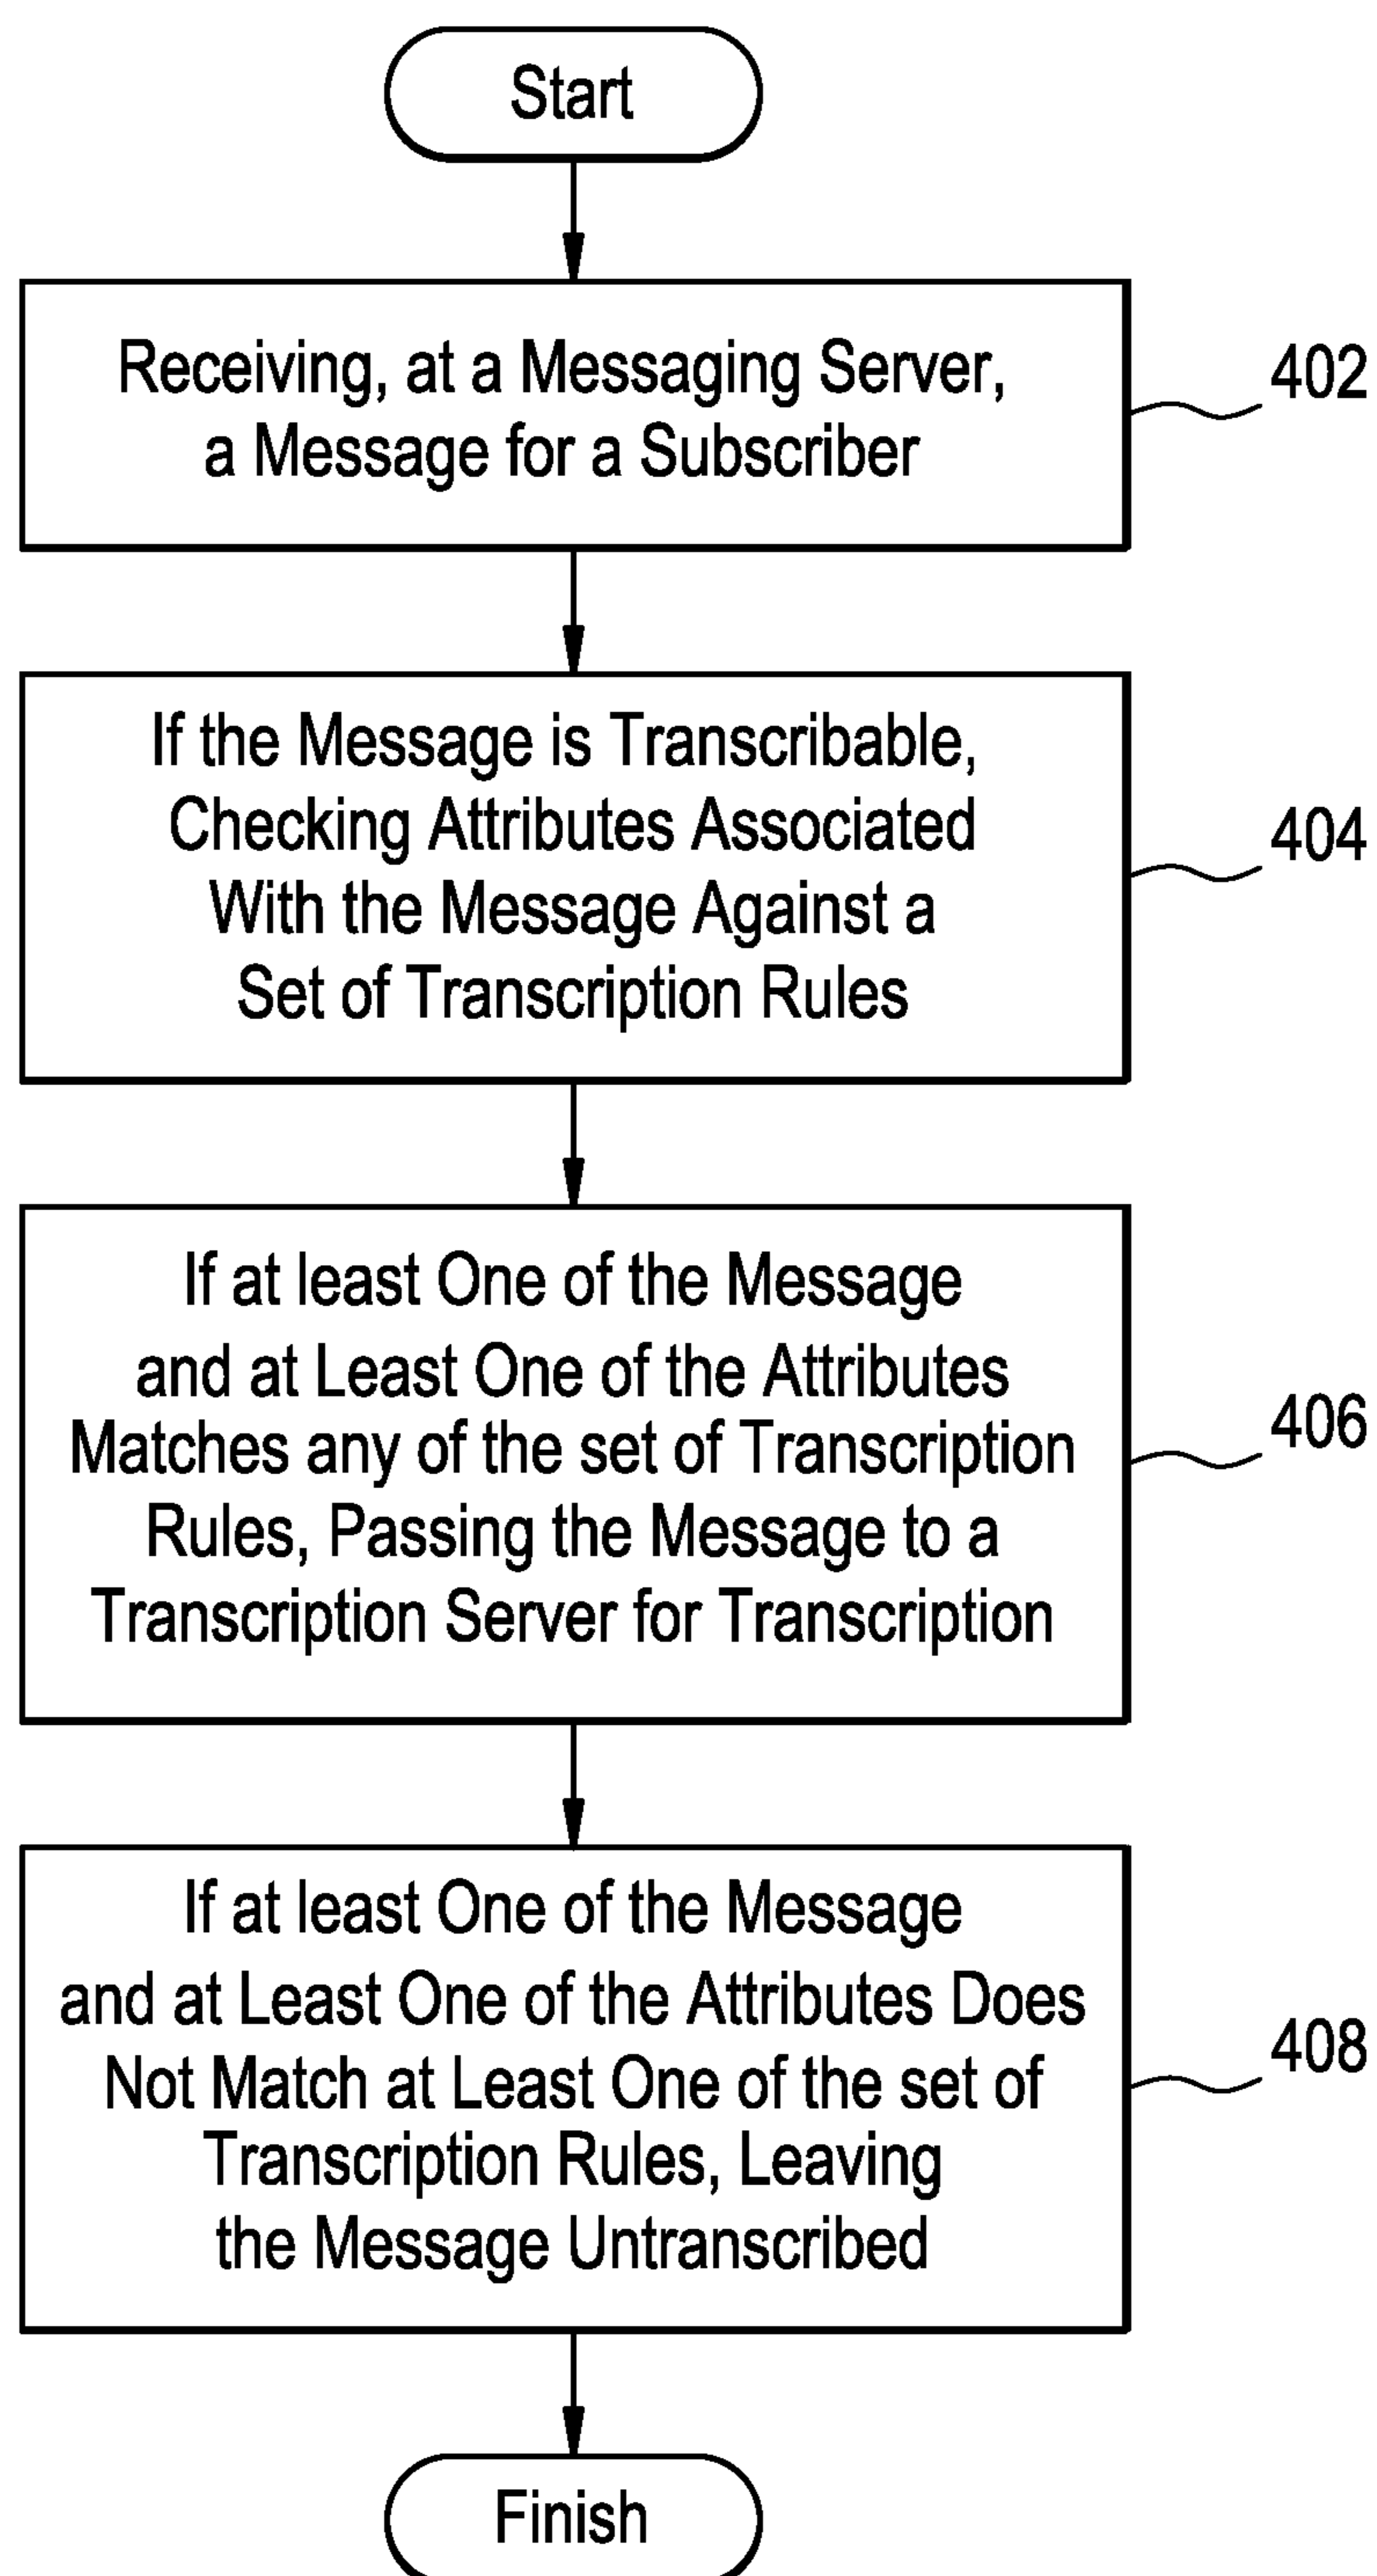 Start
Receiving, at a Messaging Server,
a Message for a Subscriber
402
If the Message is Transcribable,
Checking Attributes Associated
With the Message Against a
Set of Transcription Rules
404
If at least One of the Message
and at Least One of the Attributes
Matches any of the set of Transcription
Rules, Passing the Message to a
Transcription Server for Transcription
406
If at least One of the Message
and at Least One of the Attributes Does
Not Match at Least One of the set of
Transcription Rules, Leaving
the Message Untranscribed
408
Finish